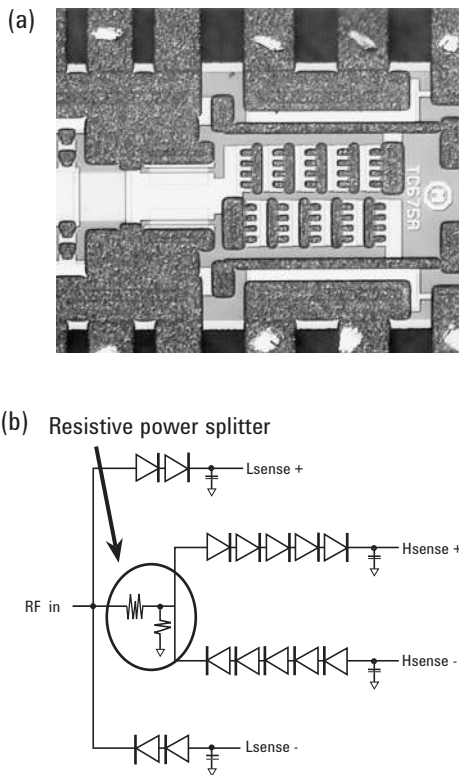 (a)
TC675A
(b) Resistive power splitter
Lsense +
Hsense +
RF in
Hsense -
Lsense -